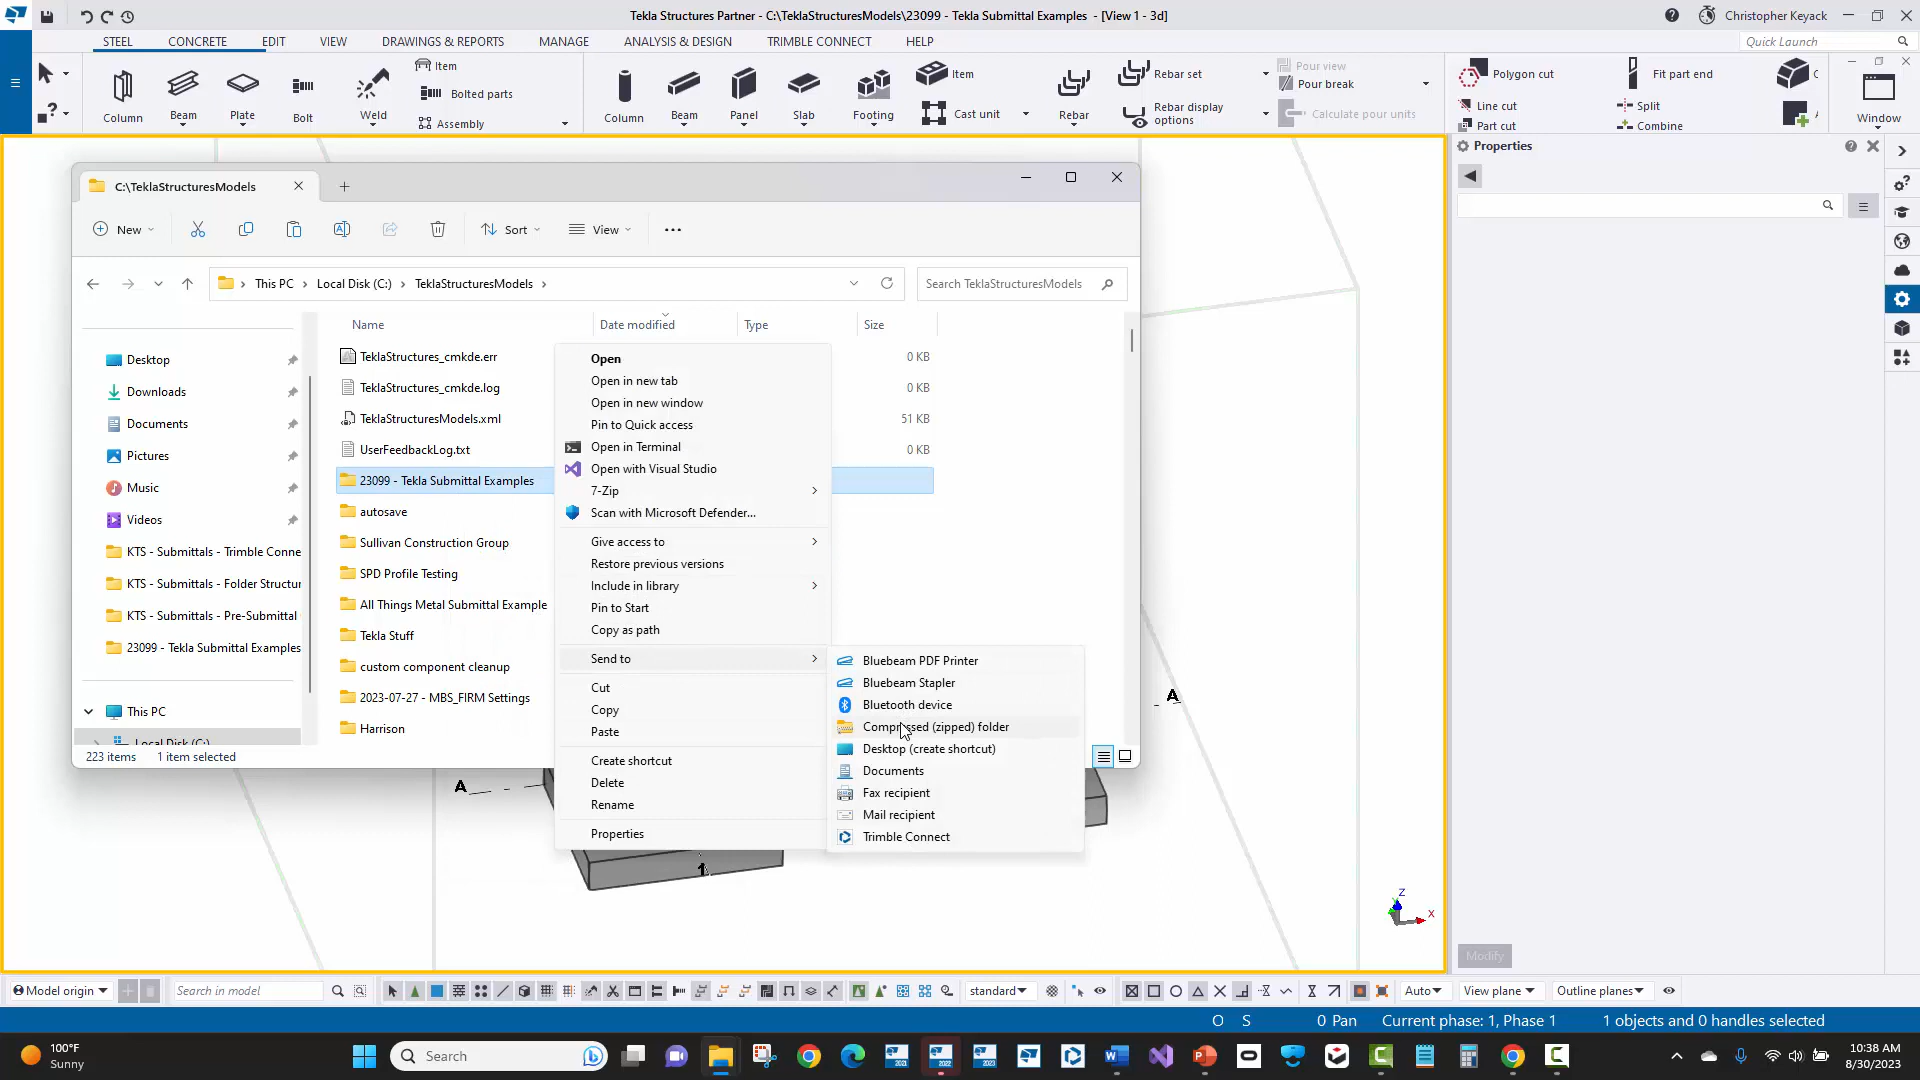 Tekla Structures Partner - C:\TeklaStructuresModels\23099 - Tekla Submittal Examples - [View 1 - 3d]
Christopher Keyack
STEEL CONCRETE EDIT VIEW DRAWINGS & REPORTS MANAGE ANALYSIS & DESIGN TRIMBLE CONNECT HELP
Quick Launch
Column Beam Plate Bolt Weld
Item
Bolted parts
Assembly
Column Beam Panel Slab Footing
Item
Cast unit
Rebar
Rebar set
Rebar display options
Pour view
Pour break
Calculate pour units
Polygon cut
Line cut
Part cut
Fit part end
Split
Combine
Window
Properties
Modify
C:\TeklaStructuresModels
New Sort View
This PC Local Disk (C:) TeklaStructuresModels
Search TeklaStructuresModels
Name Date modified Type Size
Desktop
Downloads
Documents
Pictures
Music
Videos
KTS - Submittals - Trimble Conne
KTS - Submittals - Folder Structur
KTS - Submittals - Pre-Submittal
23099 - Tekla Submittal Examples
This PC
Local Disk (C:)
TeklaStructures_cmkde.err 0 KB
TeklaStructures_cmkde.log 0 KB
TeklaStructuresModels.xml 51 KB
UserFeedbackLog.txt 0 KB
23099 - Tekla Submittal Examples
autosave
Sullivan Construction Group
SPD Profile Testing
All Things Metal Submittal Example
Tekla Stuff
custom component cleanup
2023-07-27 - MBS_FIRM Settings
Harrison
223 items 1 item selected
Open
Open in new tab
Open in new window
Pin to Quick access
Open in Terminal
Open with Visual Studio
7-Zip
Scan with Microsoft Defender...
Give access to
Restore previous versions
Include in library
Pin to Start
Copy as path
Send to
Cut
Copy
Paste
Create shortcut
Delete
Rename
Properties
Bluebeam PDF Printer
Bluebeam Stapler
Bluetooth device
Compressed (zipped) folder
Desktop (create shortcut)
Documents
Fax recipient
Mail recipient
Trimble Connect
A
A
1
Z
X
Model origin Search in model standard Auto View plane Outline planes
O S 0 Pan Current phase: 1, Phase 1 1 objects and 0 handles selected
100°F
Sunny
Search
2021 2022 2023
10:38 AM
8/30/2023